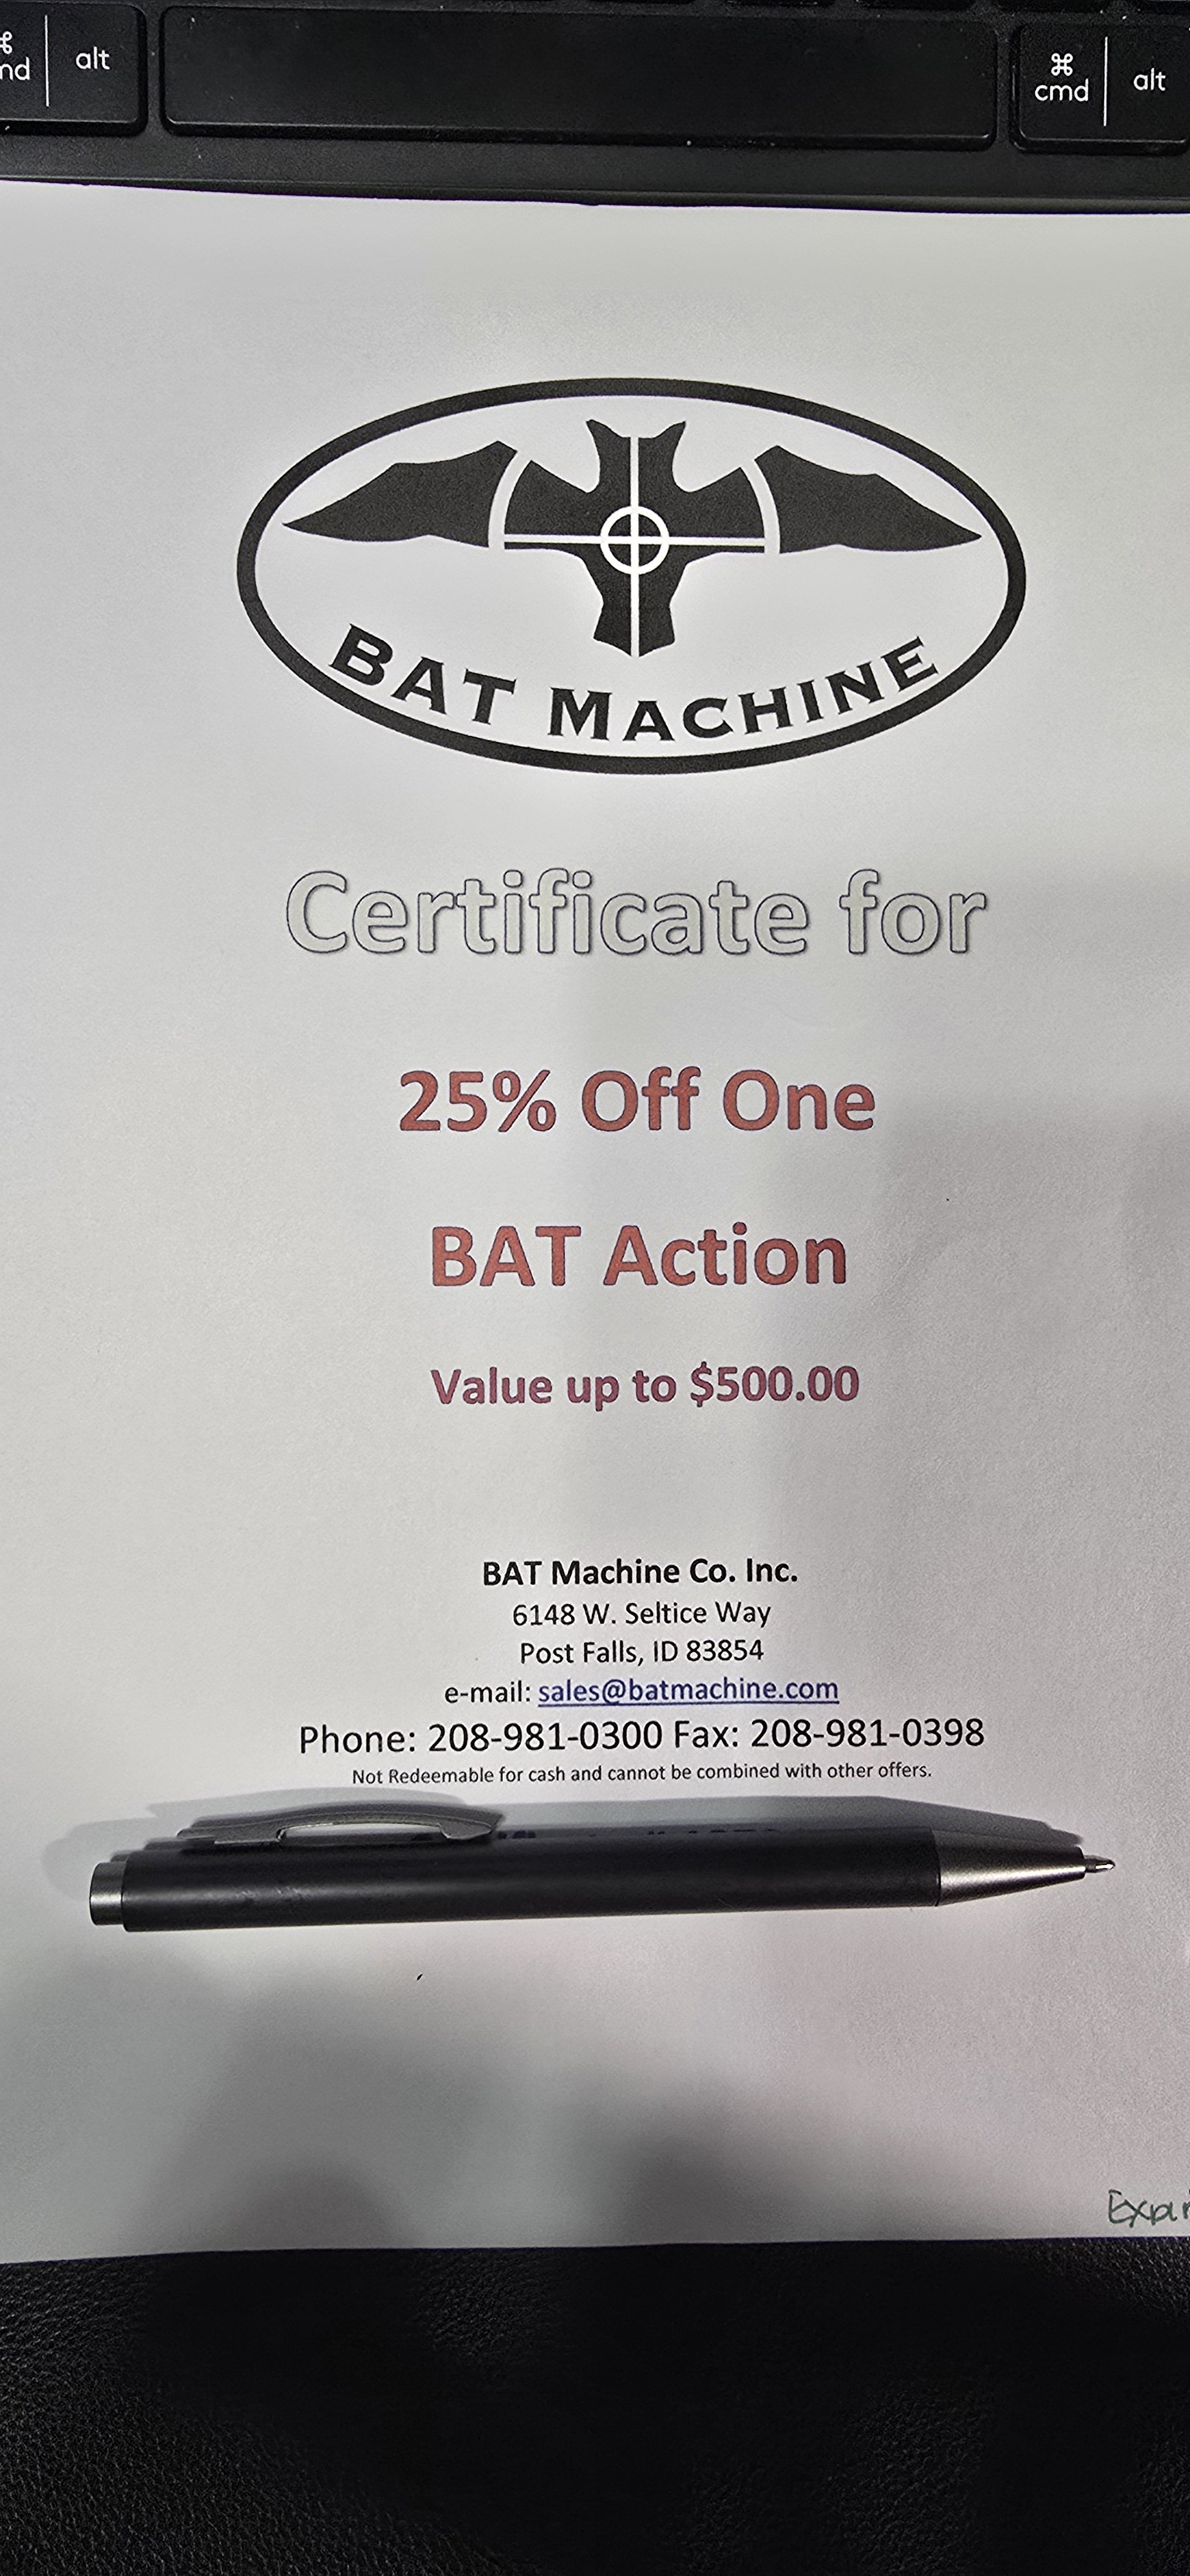 ⌘ cmd alt
⌘ cmd alt
BAT MACHINE
Certificate for
25% Off One
BAT Action
Value up to $500.00
BAT Machine Co. Inc.
6148 W. Seltice Way
Post Falls, ID 83854
e-mail: sales@batmachine.com
Phone: 208-981-0300 Fax: 208-981-0398
Not Redeemable for cash and cannot be combined with other offers.